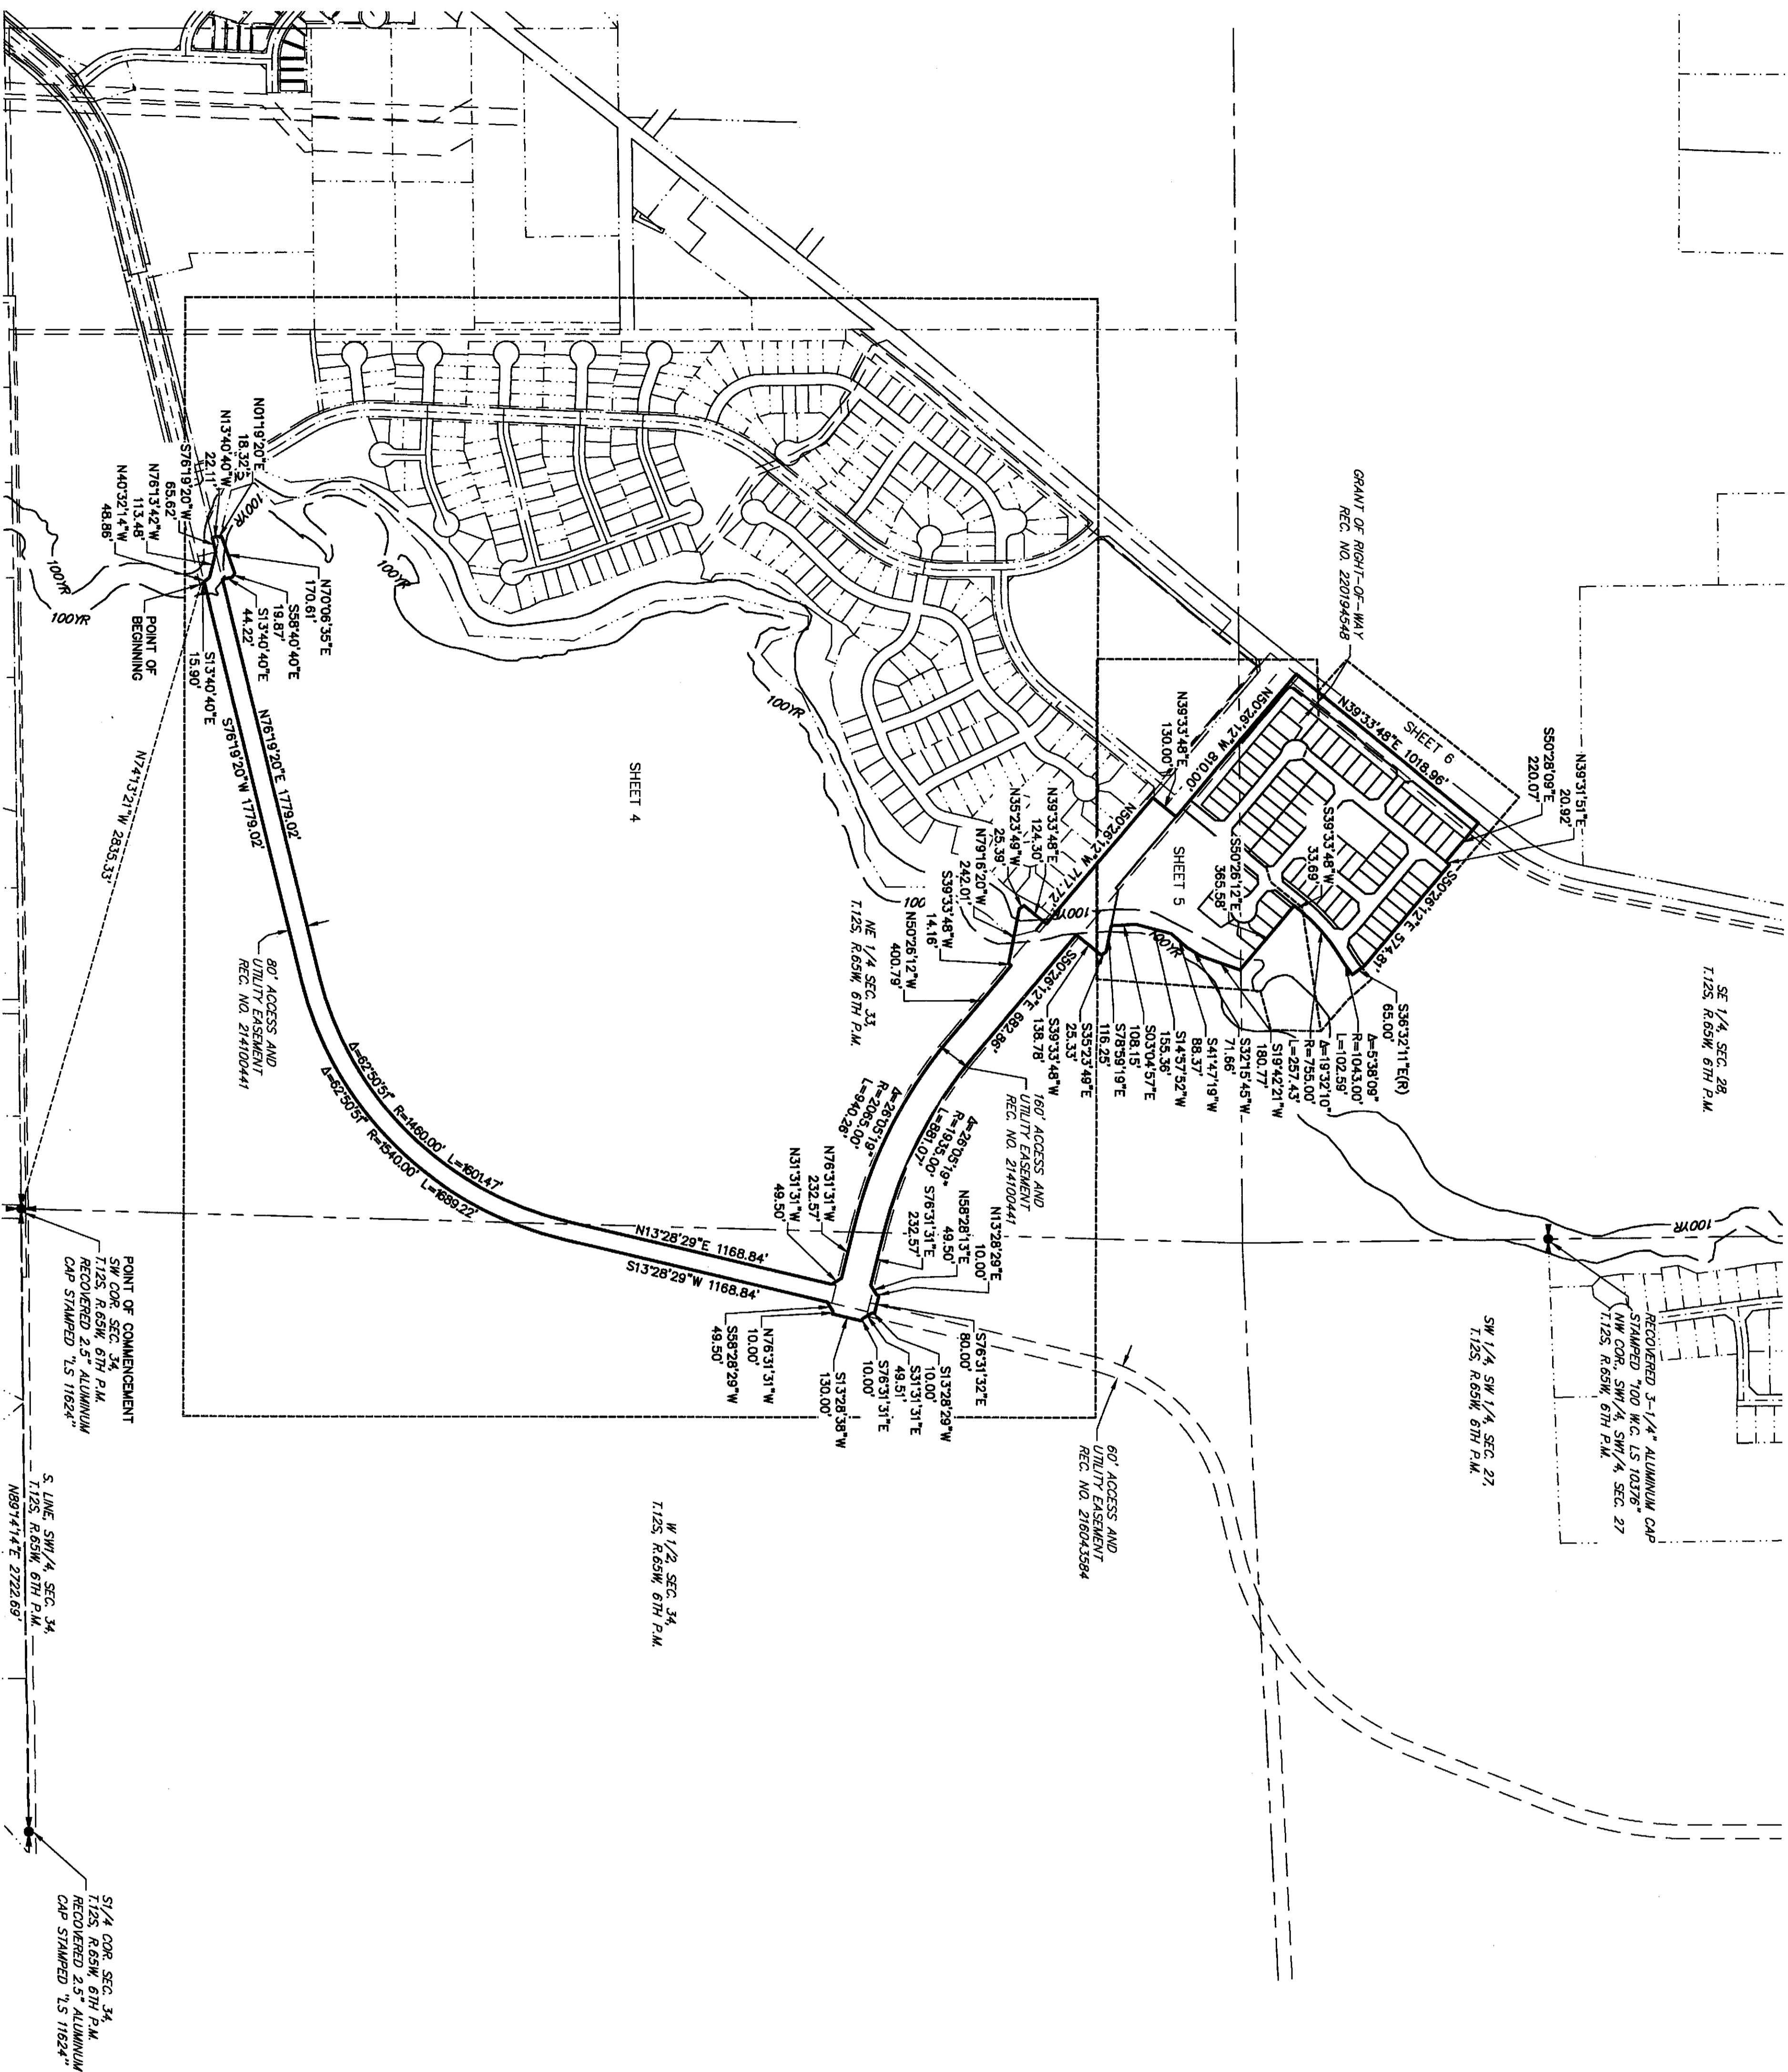 GRANT OF RIGHT-OF-WAY
REC. NO. 220194548
SHEET 6
N39°33'48"E 1018.96'
S50°28'09"E
220.07'
N39°31'51"E
20.92'
S50°26'12"E 574.81'
S36°32'11"E(R)
65.00'
Δ=5°38'09"
R=1043.00'
L=102.59'
Δ=19°32'10"
R=755.00'
L=257.43'
S39°33'48"W
33.69'
S50°26'12"E
365.58'
S19°42'21"W
180.77'
S32°15'45"W
71.66'
S41°47'19"W
88.37'
S14°57'52"W
155.36'
S03°04'57"E
108.15'
S78°59'19"E
116.25'
S35°23'49"E
25.33'
S39°33'48"W
138.78'
S50°26'12"E 682.86'
SHEET 5
N50°26'12"W 810.00'
N39°33'48"E
130.00'
N50°26'12"W 717.72'
N39°33'48"E
124.30'
N35°23'49"W
25.39'
N79°16'20"W
242.01'
S39°33'48"W
14.16'
N50°26'12"W
400.79'
100YR
100YR
100
NE 1/4 SEC. 33,
T.12S, R.65W, 6TH P.M.
SE 1/4, SEC. 28
T.12S, R.65W, 6TH P.M.
RECOVERED 3-1/4" ALUMINUM CAP
STAMPED "100 W.C. LS 10376"
NW COR., SW1/4, SW1/4, SEC. 27
T.12S, R.65W, 6TH P.M.
100YR
SW 1/4, SW 1/4, SEC. 27,
T.12S, R.65W, 6TH P.M.
160' ACCESS AND
UTILITY EASEMENT
REC. NO. 214100441
Δ=26°05'19"
R=1935.00'
L=881.07'
Δ=26°05'19"
R=2065.00'
L=940.26'
S76°31'31"E
232.57'
N58°28'13"E
49.50'
N13°28'29"E
10.00'
S76°31'32"E
80.00'
S13°28'29"W
10.00'
S31°31'31"E
49.51'
S76°31'31"E
10.00'
S13°28'38"W
130.00'
N76°31'31"W
10.00'
S58°28'29"W
49.50'
N76°31'31"W
232.57'
N31°31'31"W
49.50'
60' ACCESS AND
UTILITY EASEMENT
REC. NO. 216043584
W 1/2, SEC. 34,
T.12S, R.65W, 6TH P.M.
SHEET 4
N13°28'29"E 1168.84'
S13°28'29"W 1168.84'
Δ=62°50'51" R=1460.00' L=1601.47'
Δ=62°50'51" R=1540.00' L=1689.22'
N76°19'20"E 1779.02'
S76°19'20"W 1779.02'
80' ACCESS AND
UTILITY EASEMENT
REC. NO. 214100441
100YR
100YR
100YR
100YR
100YR
N01°19'20"E
18.32'
N13°40'40"W
22.11'
S76°19'20"W
65.62'
N76°13'42"W
113.48'
N40°32'14"W
48.86'
N70°06'35"E
170.61'
S58°40'40"E
19.87'
S13°40'40"E
44.22'
S13°40'40"E
15.90'
POINT OF
BEGINNING
N74°13'21"W 2835.33'
POINT OF COMMENCEMENT
SW COR. SEC. 34,
T.12S, R.65W, 6TH P.M.
RECOVERED 2.5" ALUMINUM
CAP STAMPED "LS 11624"
S. LINE, SW1/4, SEC. 34,
T.12S, R.65W, 6TH P.M.
N89°14'14"E 2722.69'
S1/4 COR. SEC. 34,
T.12S, R.65W, 6TH P.M.
RECOVERED 2.5" ALUMINUM
CAP STAMPED "LS 11624"